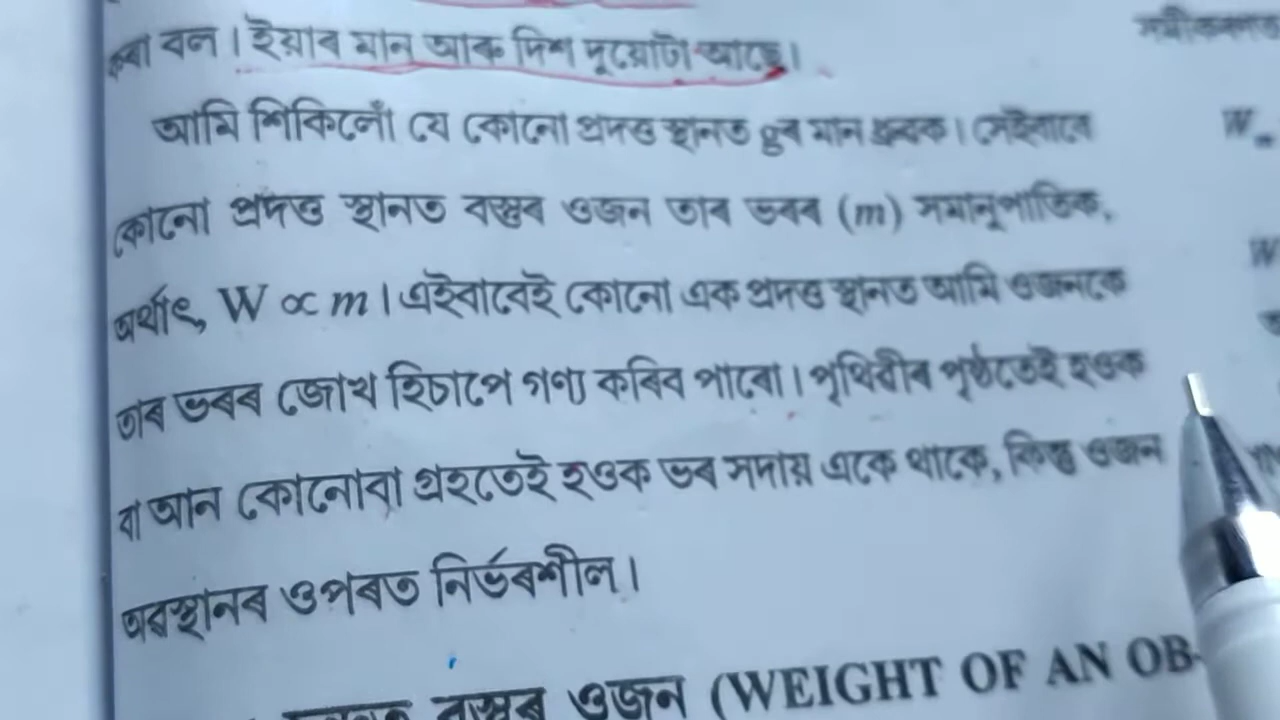 কৰা বল। ইয়াৰ মান আৰু দিশ দুয়োটা আছে।
আমি শিকিলোঁ যে কোনো প্ৰদত্ত স্থানত gৰ মান ধ্ৰুৱক। সেইবাবে
কোনো প্ৰদত্ত স্থানত বস্তুৰ ওজন তাৰ ভৰৰ (m) সমানুপাতিক,
অৰ্থাৎ, W ∝ m। এইবাবেই কোনো এক প্ৰদত্ত স্থানত আমি ওজনকে
তাৰ ভৰৰ জোখ হিচাপে গণ্য কৰিব পাৰো। পৃথিৱীৰ পৃষ্ঠতেই হওক
বা আন কোনোবা গ্ৰহতেই হওক ভৰ সদায় একে থাকে, কিন্তু ওজন
অৱস্থানৰ ওপৰত নিৰ্ভৰশীল।
বস্তুৰ ওজন (WEIGHT OF AN OB-
W
W